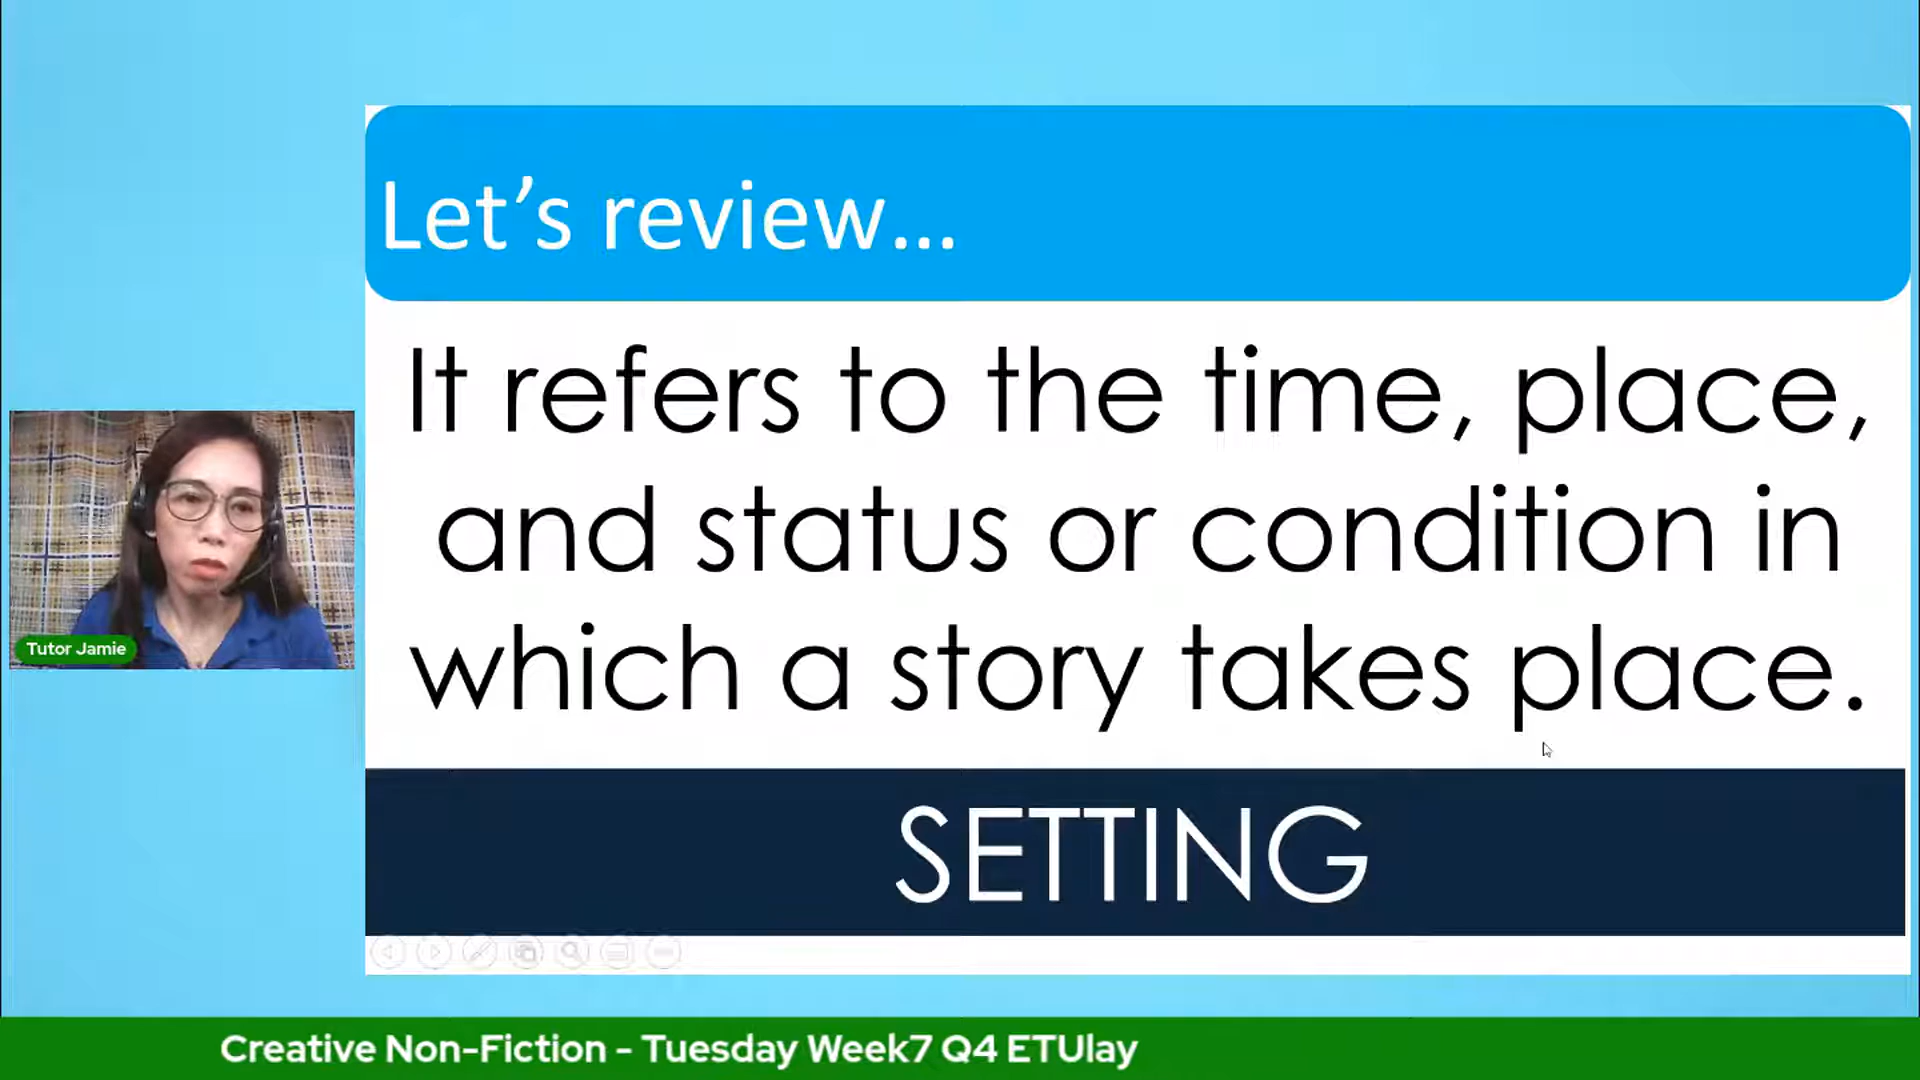 Let's review...
It refers to the time, place,
and status or condition in
which a story takes place.
SETTING
Tutor Jamie
Creative Non-Fiction - Tuesday Week7 Q4 ETUlay